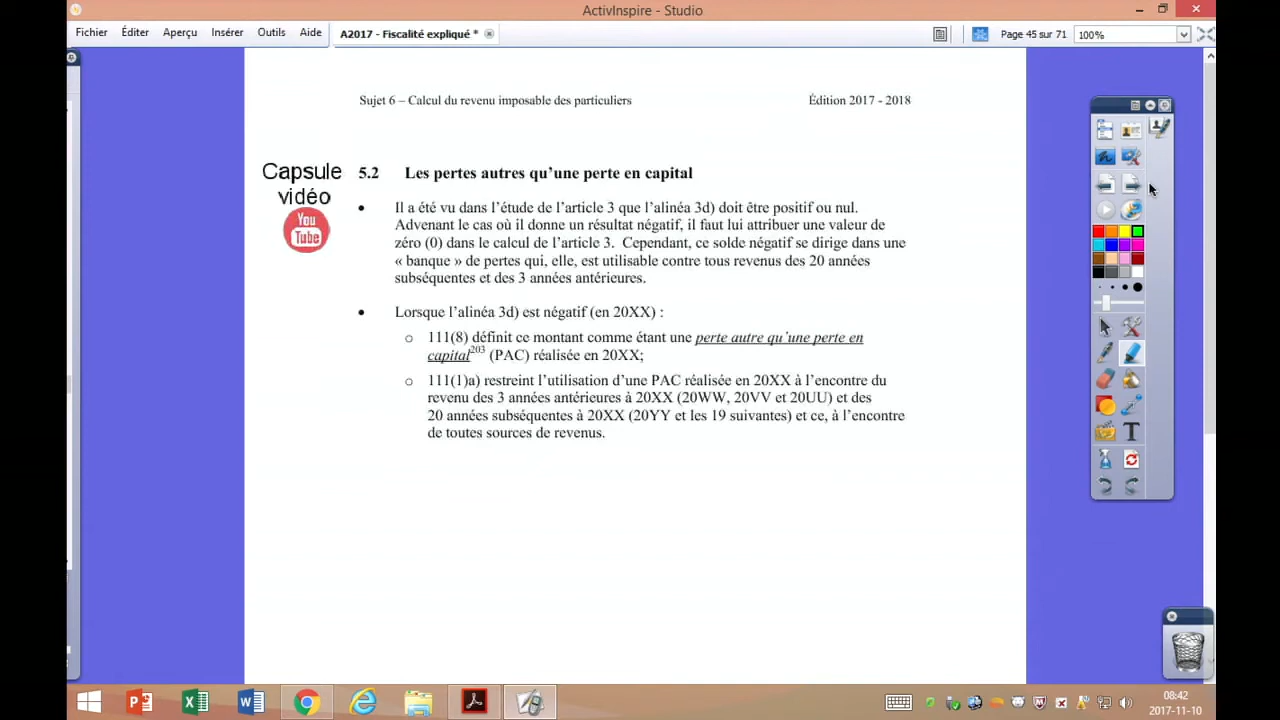 ActivInspire - Studio
Fichier Éditer Aperçu Insérer Outils Aide A2017 - Fiscalité expliqué * Page 45 sur 71 100%
Sujet 6 – Calcul du revenu imposable des particuliers Édition 2017 - 2018
Capsule
vidéo
You
Tube
5.2 Les pertes autres qu'une perte en capital
• Il a été vu dans l'étude de l'article 3 que l'alinéa 3d) doit être positif ou nul.
Advenant le cas où il donne un résultat négatif, il faut lui attribuer une valeur de
zéro (0) dans le calcul de l'article 3. Cependant, ce solde négatif se dirige dans une
« banque » de pertes qui, elle, est utilisable contre tous revenus des 20 années
subséquentes et des 3 années antérieures.
• Lorsque l'alinéa 3d) est négatif (en 20XX) :
o 111(8) définit ce montant comme étant une perte autre qu'une perte en
capital203 (PAC) réalisée en 20XX;
o 111(1)a) restreint l'utilisation d'une PAC réalisée en 20XX à l'encontre du
revenu des 3 années antérieures à 20XX (20WW, 20VV et 20UU) et des
20 années subséquentes à 20XX (20YY et les 19 suivantes) et ce, à l'encontre
de toutes sources de revenus.
08:42
2017-11-10